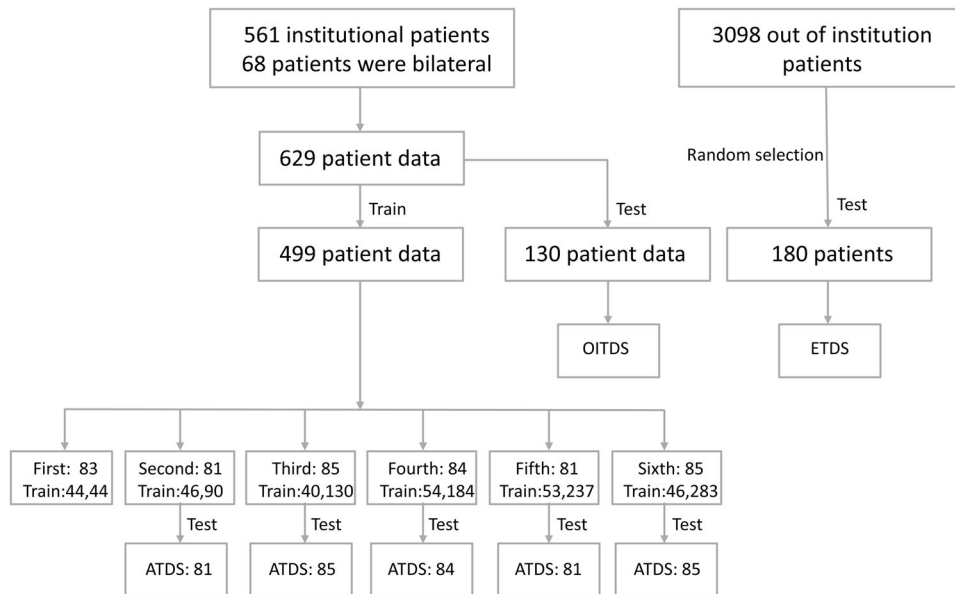 561 institutional patients
68 patients were bilateral
3098 out of institution
patients
629 patient data
Random selection
Train
Test
Test
499 patient data
130 patient data
180 patients
OITDS
ETDS
First: 83
Train:44,44
Second: 81
Train:46,90
Third: 85
Train:40,130
Fourth: 84
Train:54,184
Fifth: 81
Train:53,237
Sixth: 85
Train:46,283
Test
Test
Test
Test
Test
ATDS: 81
ATDS: 85
ATDS: 84
ATDS: 81
ATDS: 85